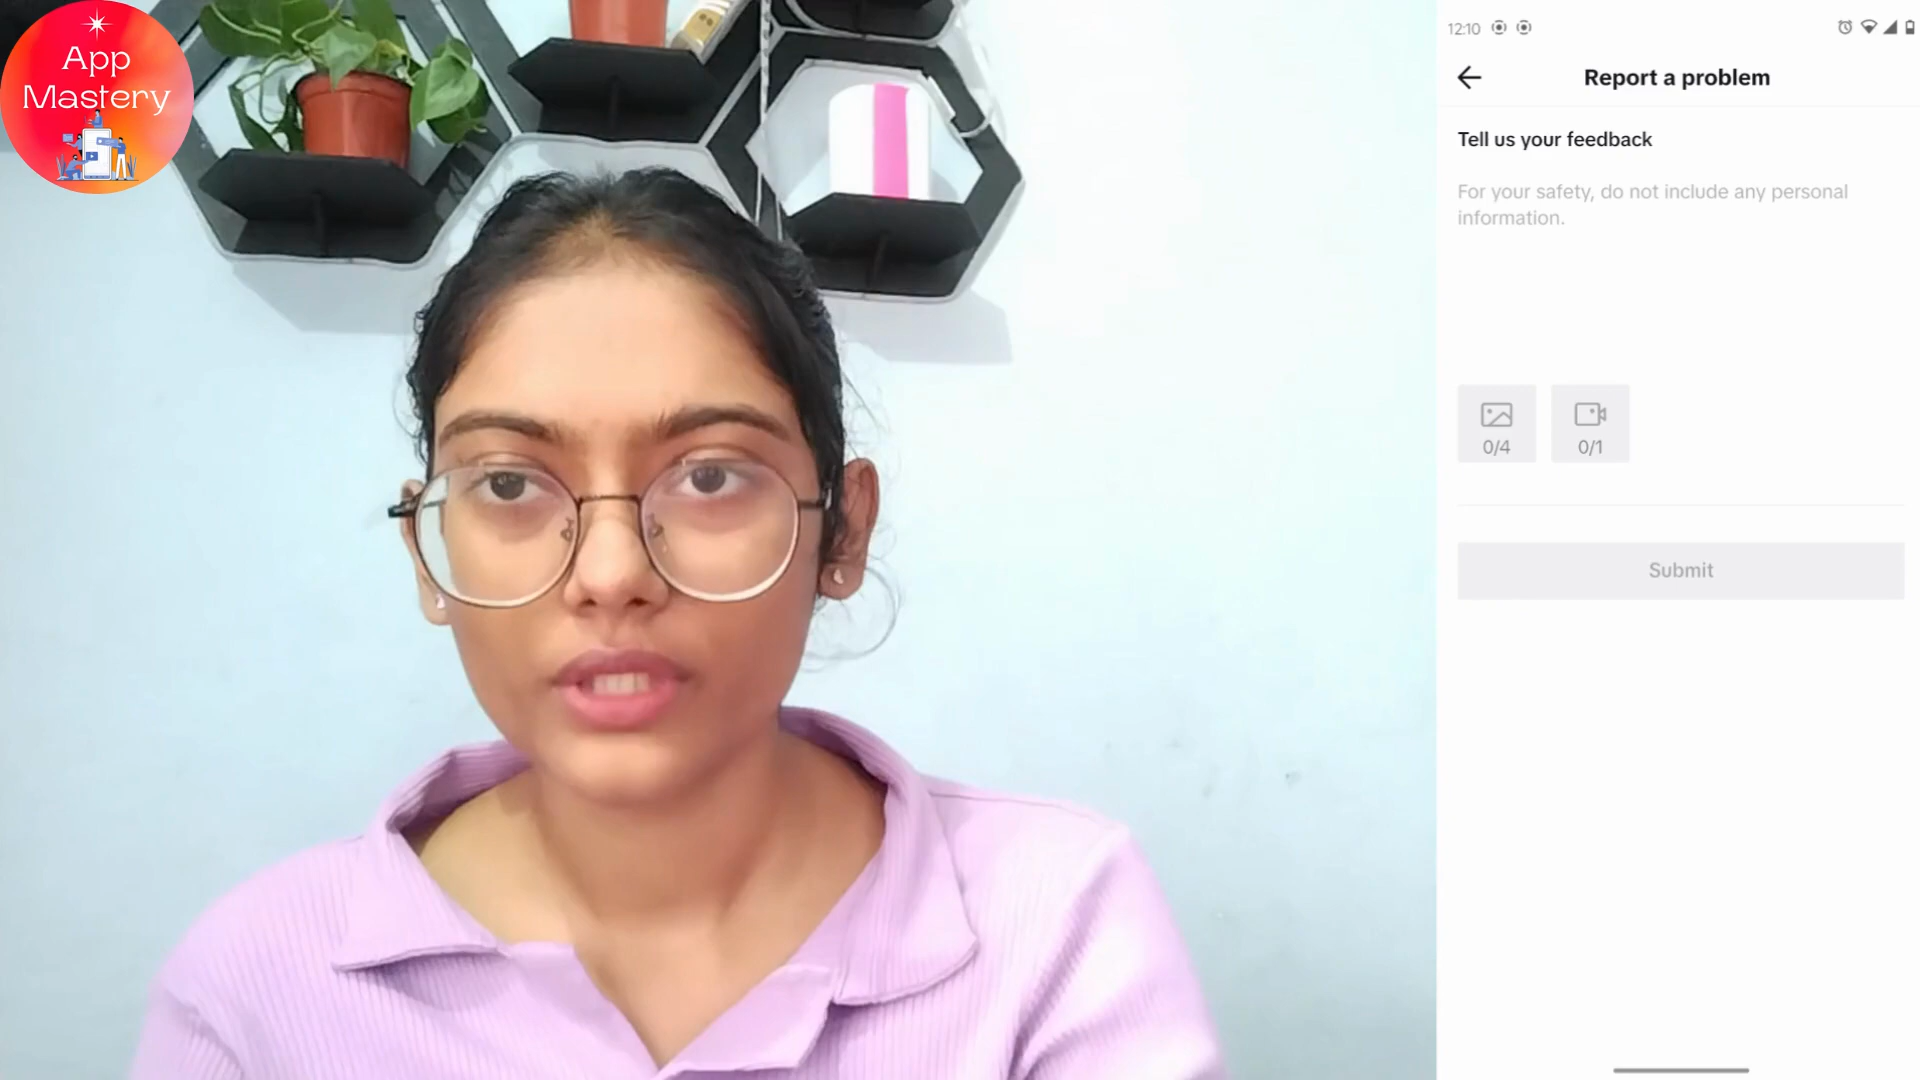 App
Mastery
12:10
Report a problem
Tell us your feedback
For your safety, do not include any personal
information.
0/4
0/1
Submit